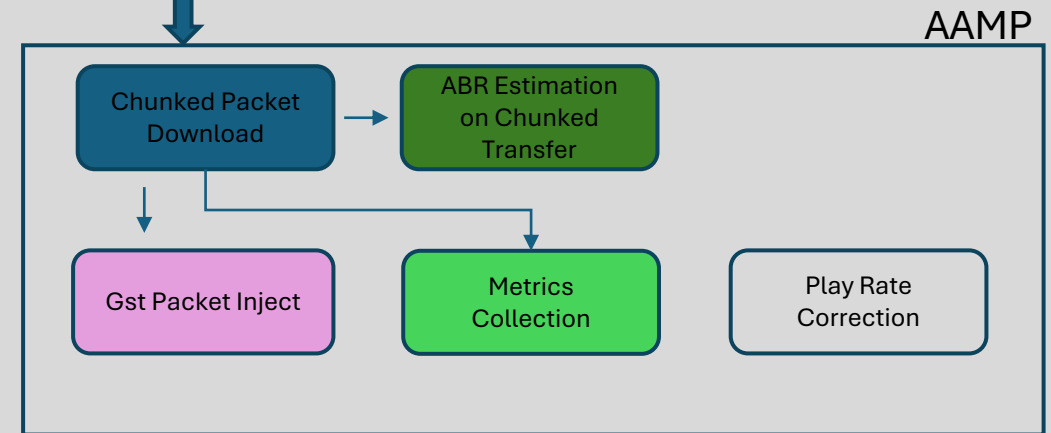 AAMP
Chunked Packet
Download
ABR Estimation
on Chunked
Transfer
Gst Packet Inject
Metrics
Collection
Play Rate
Correction